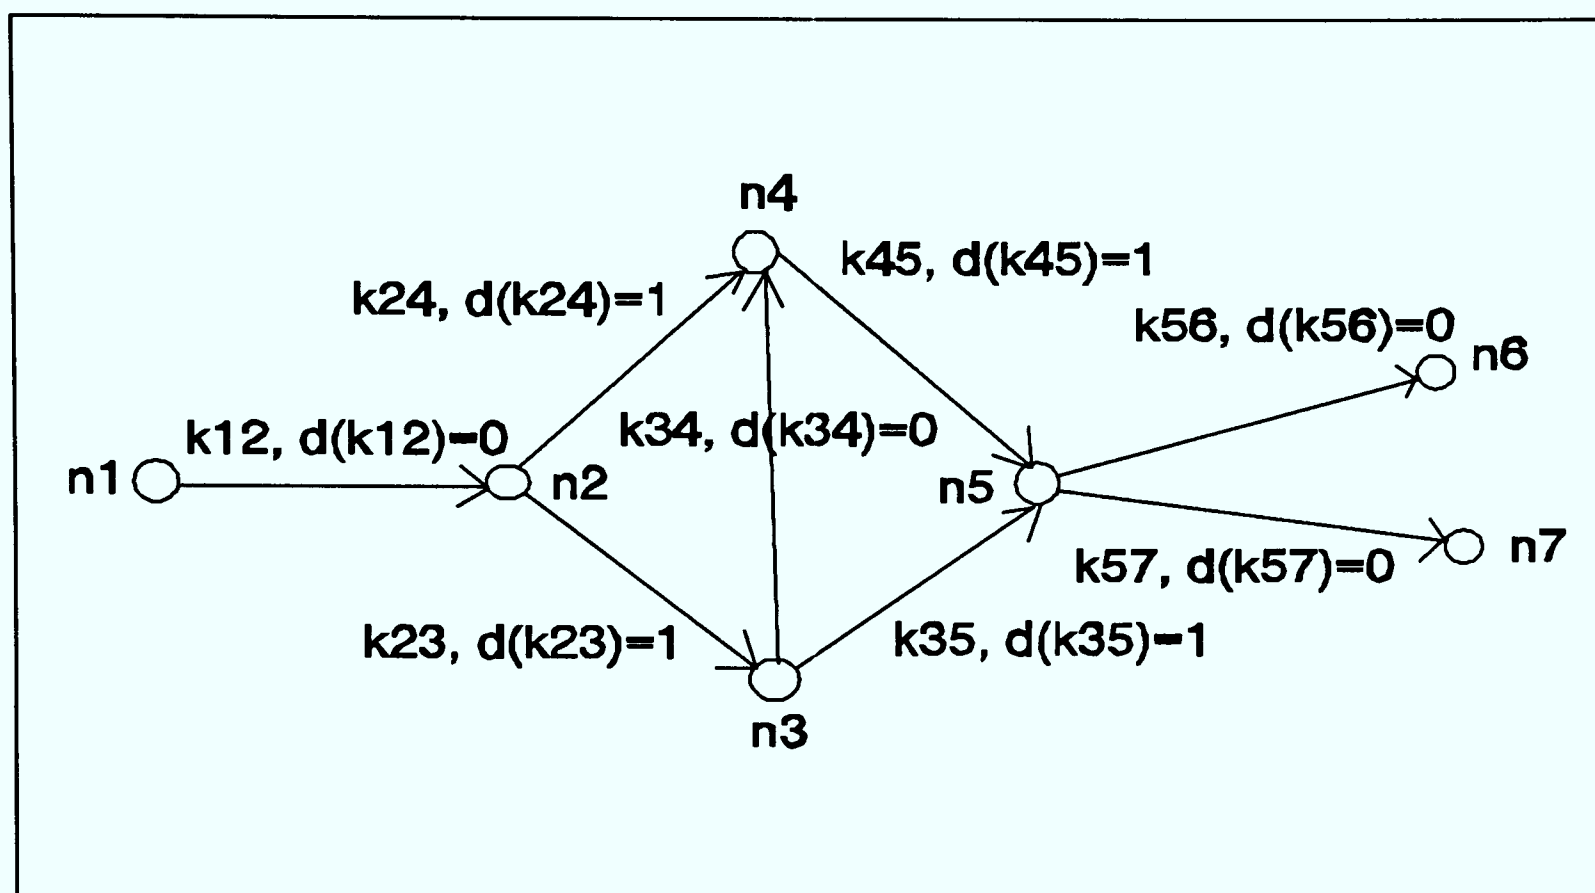 n4
k45, d(k45)=1
k24, d(k24)=1
k56, d(k56)=0
n6
k12, d(k12)=0
k34, d(k34)=0
n1
n2
n5
n7
k57, d(k57)=0
k23, d(k23)=1
k35, d(k35)=1
n3